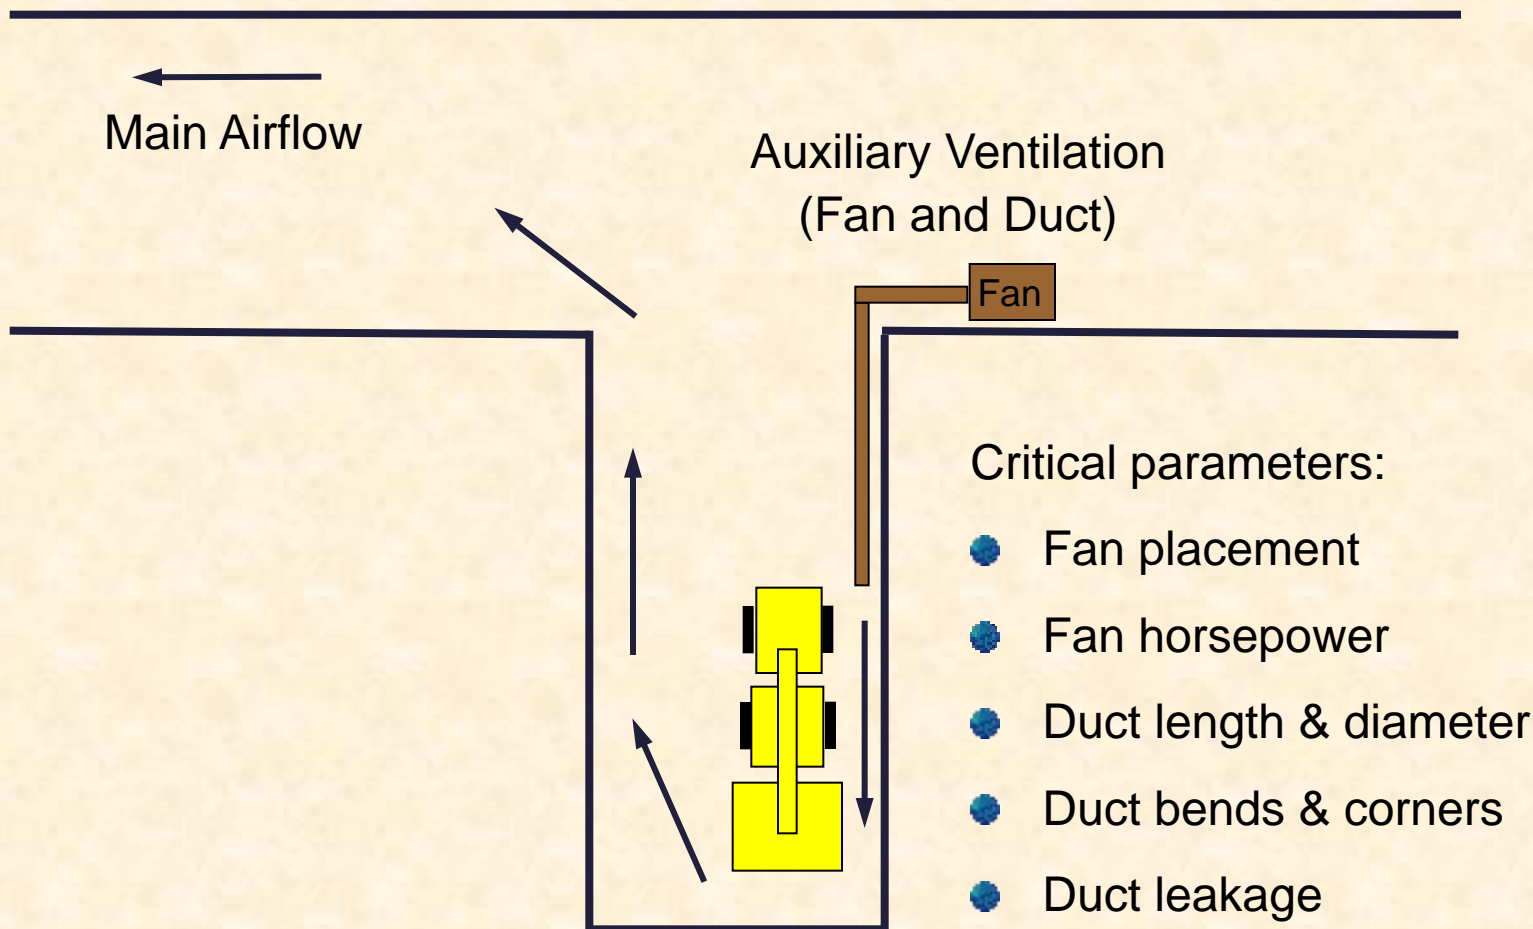 Main Airflow
Auxiliary Ventilation
(Fan and Duct)
Fan
Critical parameters:
Fan placement
Fan horsepower
Duct length & diameter
Duct bends & corners
Duct leakage